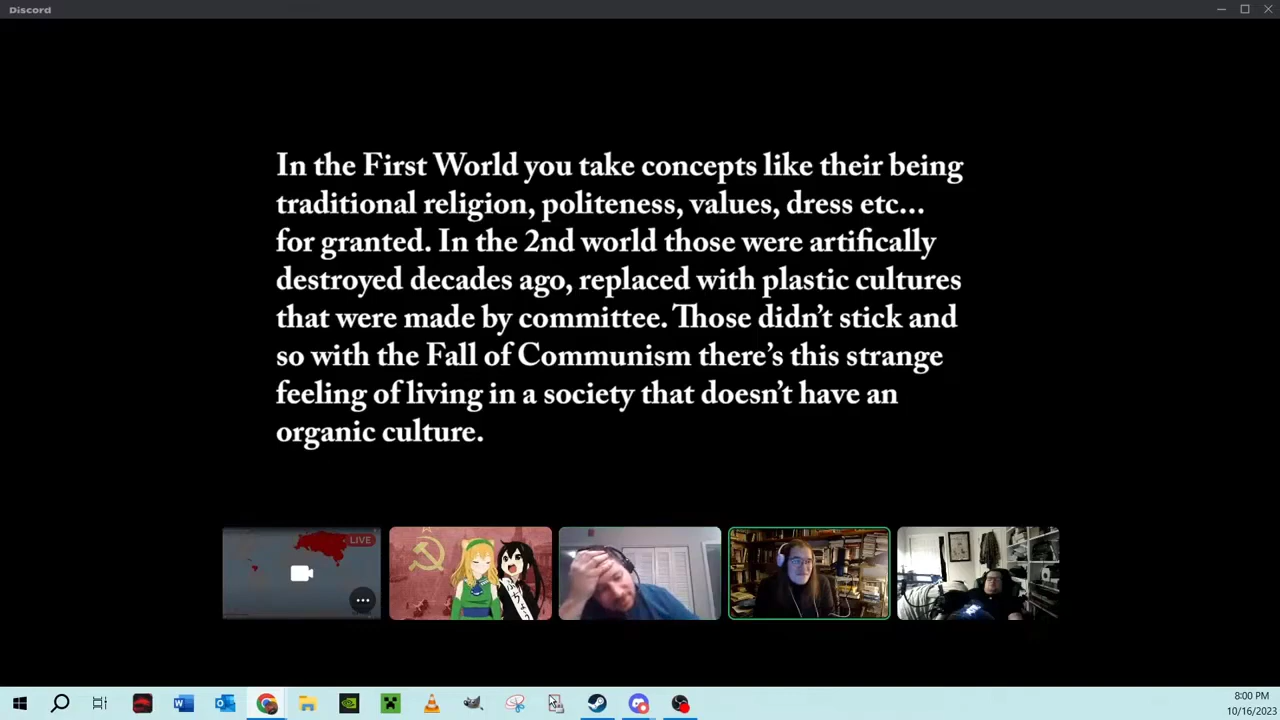 Discord
In the First World you take concepts like their being
traditional religion, politeness, values, dress etc...
for granted. In the 2nd world those were artifically
destroyed decades ago, replaced with plastic cultures
that were made by committee. Those didn't stick and
so with the Fall of Communism there's this strange
feeling of living in a society that doesn't have an
organic culture.
LIVE
8:00 PM
10/16/2023